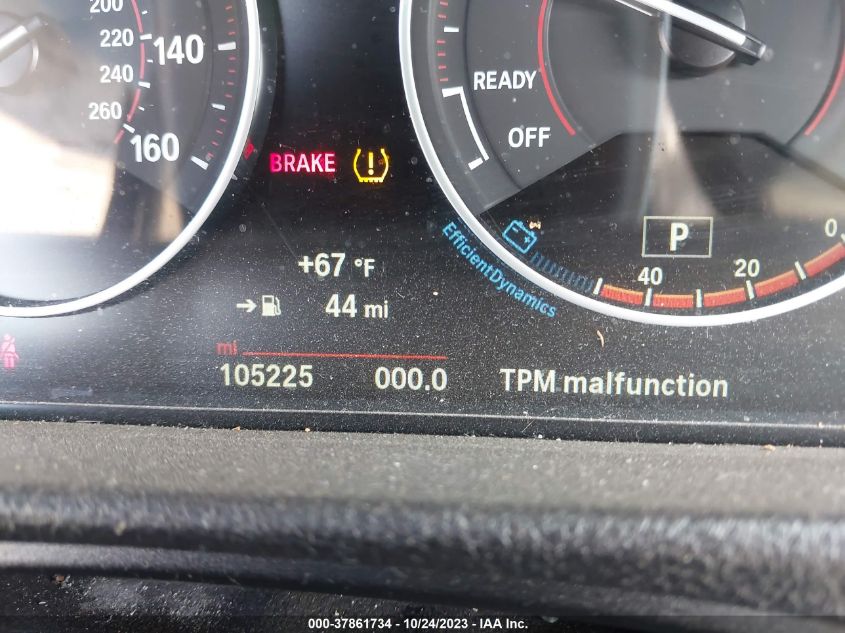 200
220
240
260
140
160
READY
OFF
BRAKE
P
EfficientDynamics
40
20
0
+67 °F
44 mi
mi
105225 000.0
TPM malfunction
000-37861734 - 10/24/2023 - IAA Inc.